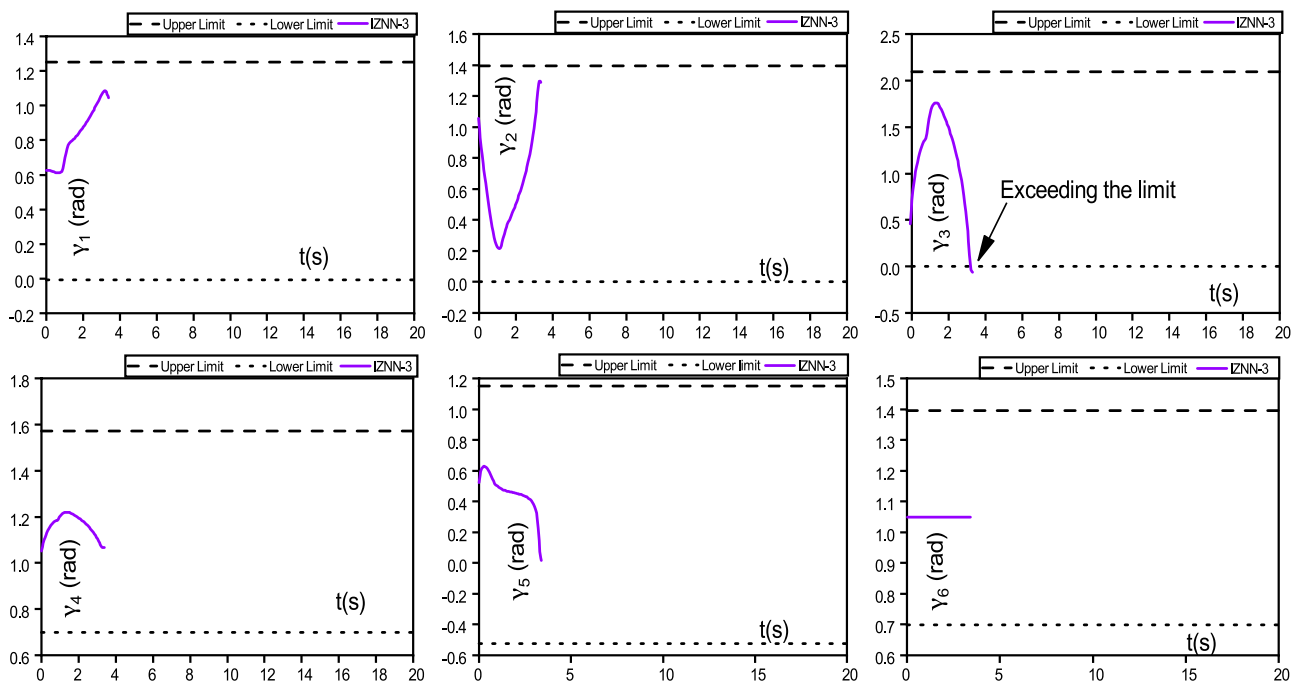 Upper Limit Lower Limit IZNN-3
1.4
1.2
1.0
0.8
0.6
0.4
0.2
0.0
-0.2
γ1 (rad)
t(s)
0 2 4 6 8 10 12 14 16 18 20
Upper Limit Lower Limit IZNN-3
1.6
1.4
1.2
1.0
0.8
0.6
0.4
0.2
0.0
-0.2
γ2 (rad)
t(s)
0 2 4 6 8 10 12 14 16 18 20
Upper Limit Lower Limit IZNN-3
2.5
2.0
1.5
1.0
0.5
0.0
-0.5
γ3 (rad)
Exceeding the limit
t(s)
0 2 4 6 8 10 12 14 16 18 20
Upper Limit Lower Limit IZNN-3
1.8
1.6
1.4
1.2
1.0
0.8
0.6
γ4 (rad)
t(s)
0 2 4 6 8 10 12 14 16 18 20
Upper Limit Lower limit IZNN-3
1.2
1.0
0.8
0.6
0.4
0.2
0.0
-0.2
-0.4
-0.6
γ5 (rad)
t(s)
5 10 15 20
Upper Limit Lower Limit IZNN-3
1.5
1.4
1.3
1.2
1.1
1.0
0.9
0.8
0.7
0.6
γ6 (rad)
t(s)
0 5 10 15 20